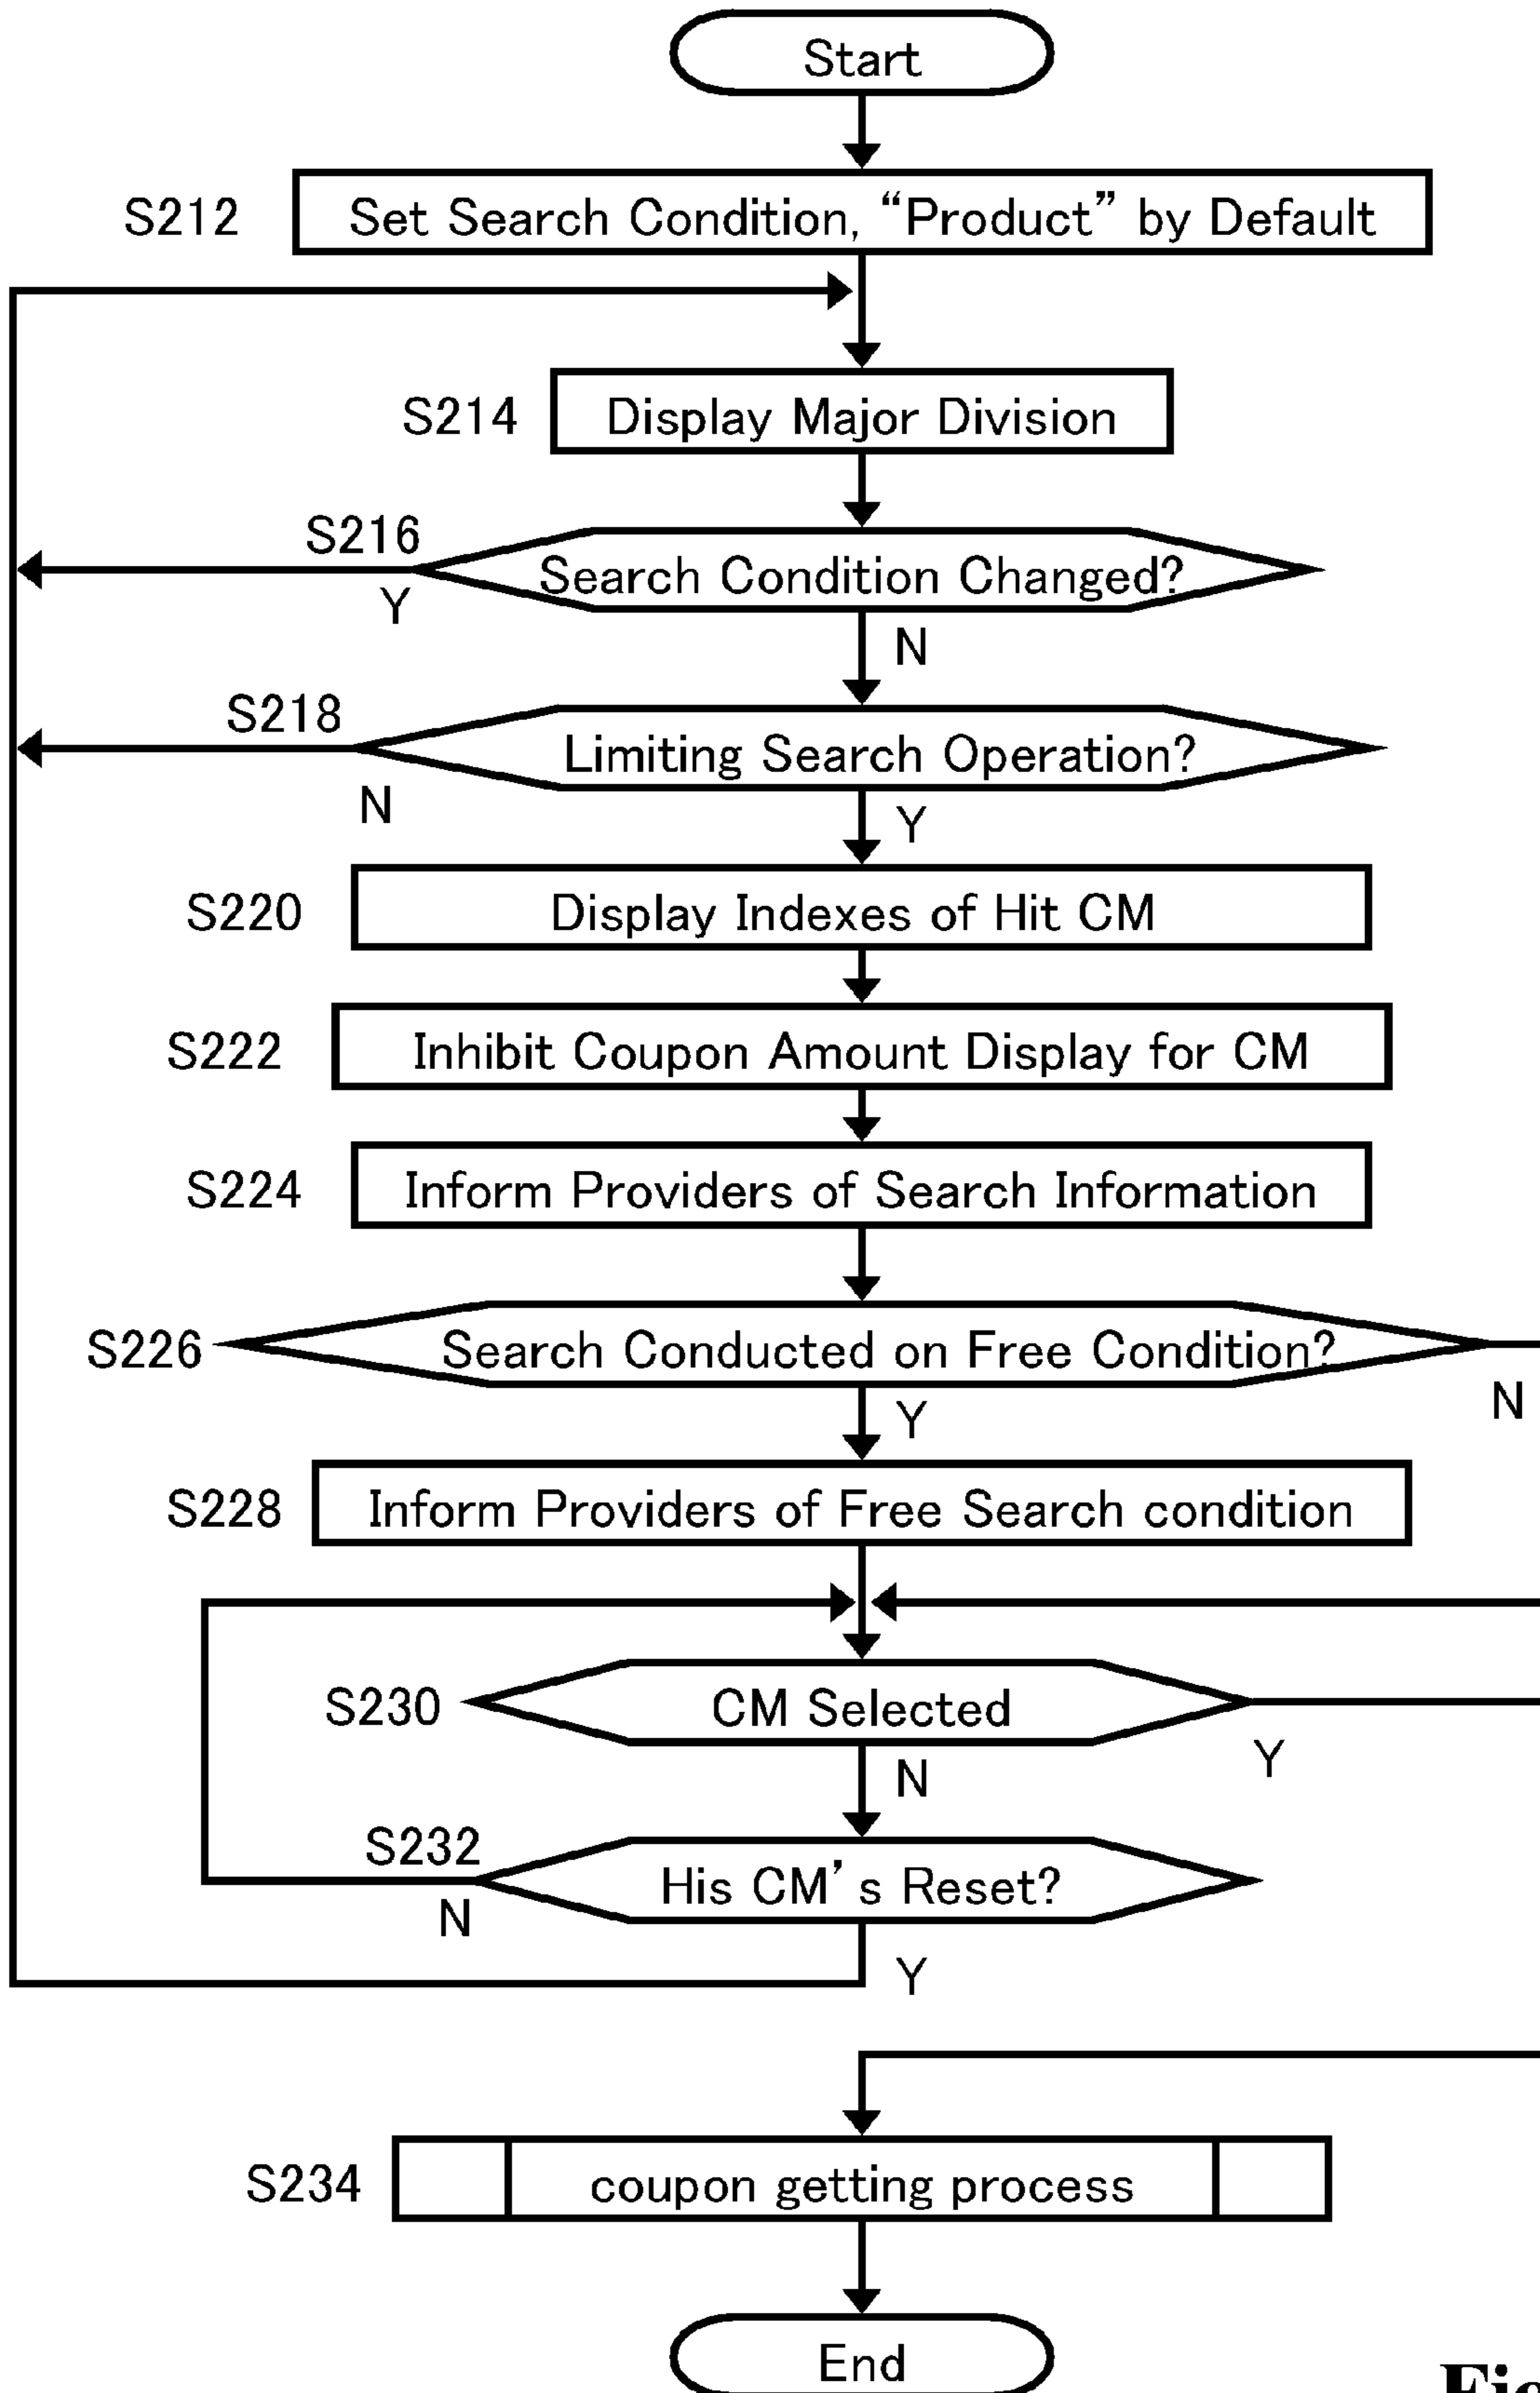 Start
S212 Set Search Condition, “Product” by Default
S214 Display Major Division
S216 Search Condition Changed?
Y
N
S218 Limiting Search Operation?
N
Y
S220 Display Indexes of Hit CM
S222 Inhibit Coupon Amount Display for CM
S224 Inform Providers of Search Information
S226 Search Conducted on Free Condition?
N
Y
S228 Inform Providers of Free Search condition
S230 CM Selected
Y
N
S232 His CM’s Reset?
N
Y
S234 coupon getting process
End